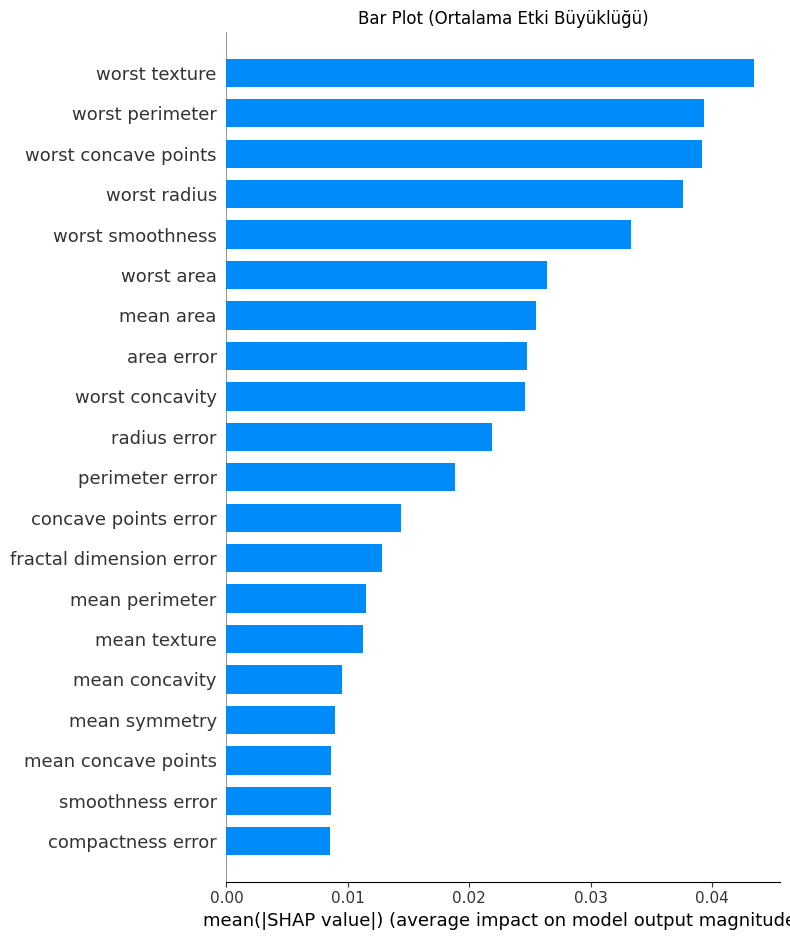 Bar Plot (Ortalama Etki Büyüklüğü)
worst texture
worst perimeter
worst concave points
worst radius
worst smoothness
worst area
mean area
area error
worst concavity
radius error
perimeter error
concave points error
fractal dimension error
mean perimeter
mean texture
mean concavity
mean symmetry
mean concave points
smoothness error
compactness error
0.00 0.01 0.02 0.03 0.04
mean(|SHAP value|) (average impact on model output magnitude